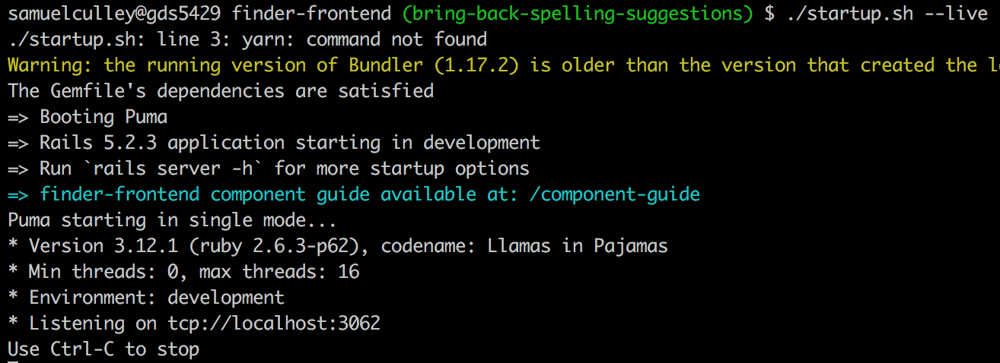 samuelculley@gds5429 finder-frontend (bring-back-spelling-suggestions) $ ./startup.sh --live
./startup.sh: line 3: yarn: command not found
Warning: the running version of Bundler (1.17.2) is older than the version that created the
The Gemfile's dependencies are satisfied
=> Booting Puma
=> Rails 5.2.3 application starting in development
=> Run `rails server -h` for more startup options
=> finder-frontend component guide available at: /component-guide
Puma starting in single mode...
* Version 3.12.1 (ruby 2.6.3-p62), codename: Llamas in Pajamas
* Min threads: 0, max threads: 16
* Environment: development
* Listening on tcp://localhost:3062
Use Ctrl-C to stop